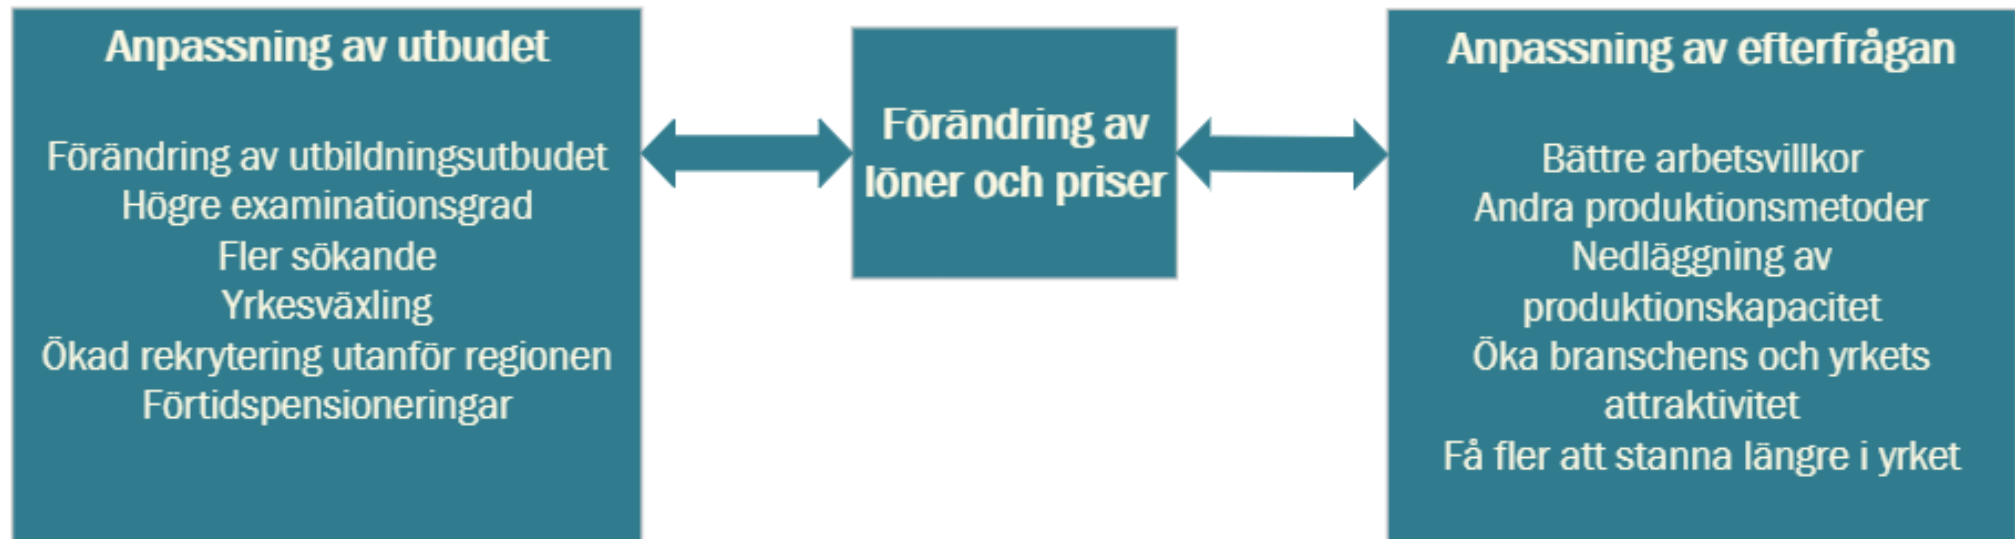 Anpassning av utbudet
Förändring av utbildningsutbudet
Högre examinationsgrad
Fler sökande
Yrkesväxling
Ökad rekrytering utanför regionen
Förtidspensioneringar
Förändring av
löner och priser
Anpassning av efterfrågan
Bättre arbetsvillkor
Andra produktionsmetoder
Nedläggning av
produktionskapacitet
Öka branschens och yrkets
attraktivitet
Få fler att stanna längre i yrket